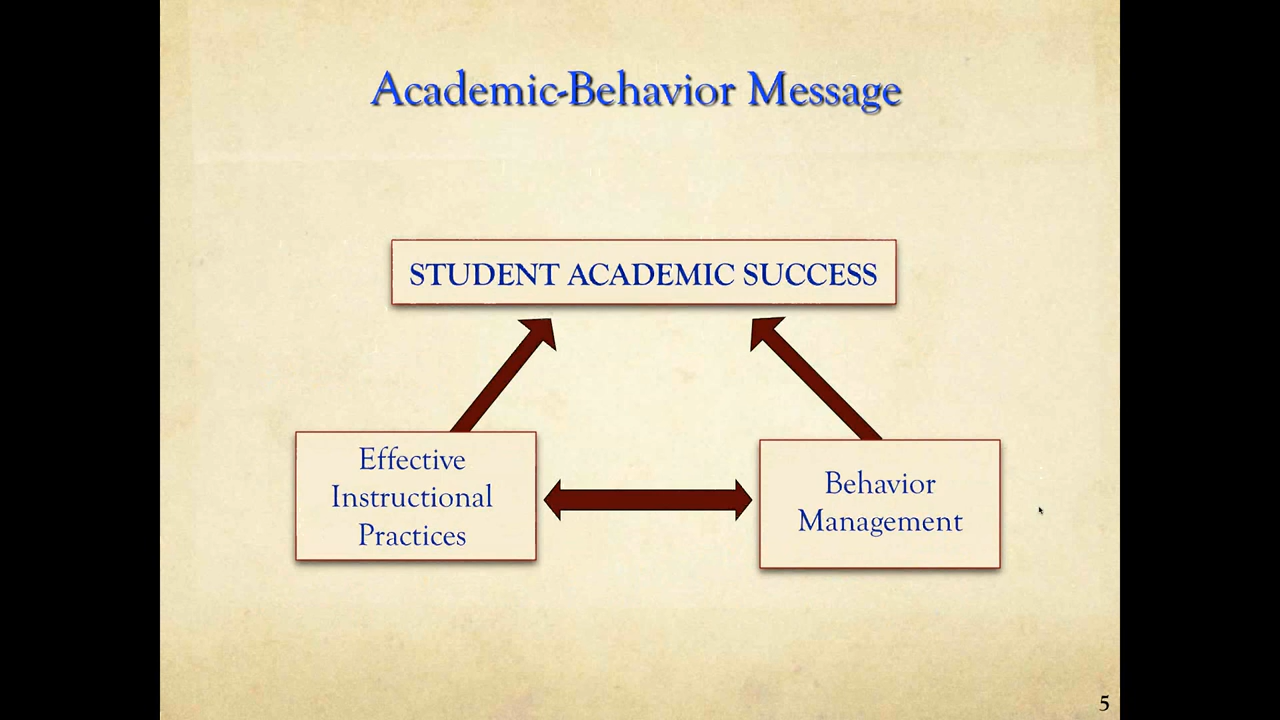 Academic-Behavior Message
STUDENT ACADEMIC SUCCESS
Effective
Instructional
Practices
Behavior
Management
5